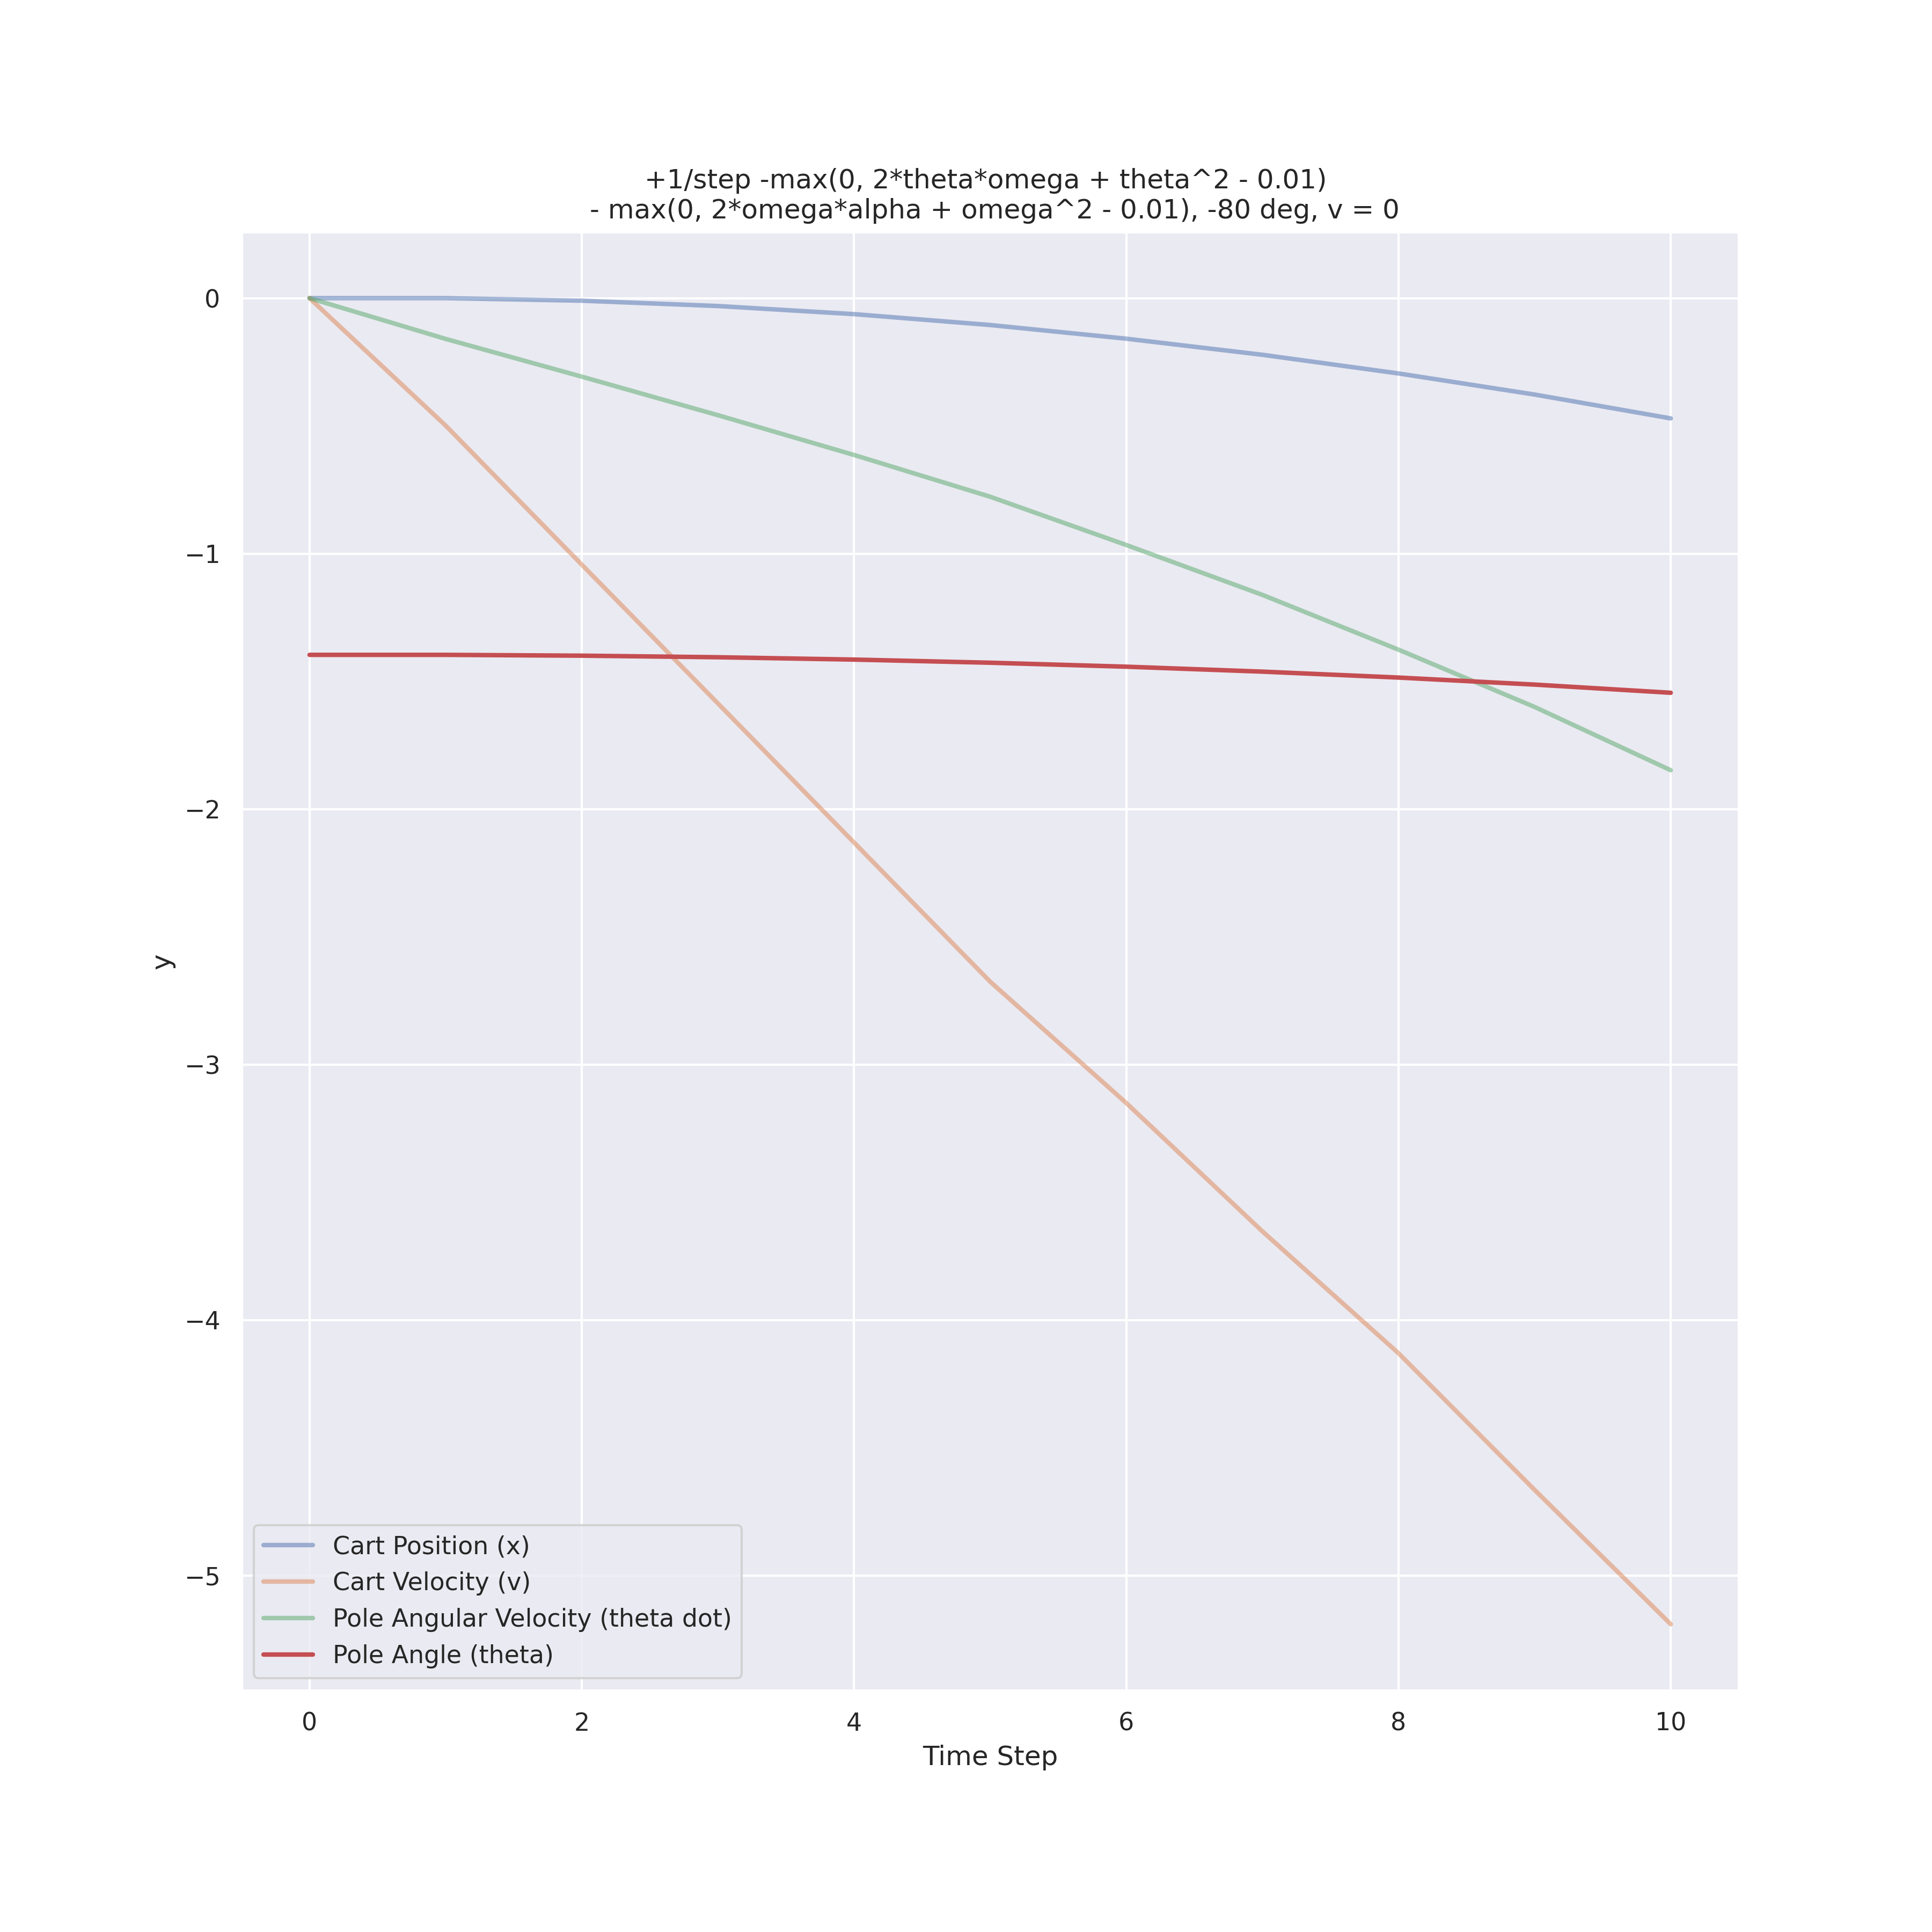 +1/step -max(0, 2*theta*omega + theta^2 - 0.01)
- max(0, 2*omega*alpha + omega^2 - 0.01), -80 deg, v = 0
0
−1
−2
−3
−4
−5
y
Cart Position (x)
Cart Velocity (v)
Pole Angular Velocity (theta dot)
Pole Angle (theta)
0 2 4 6 8 10
Time Step